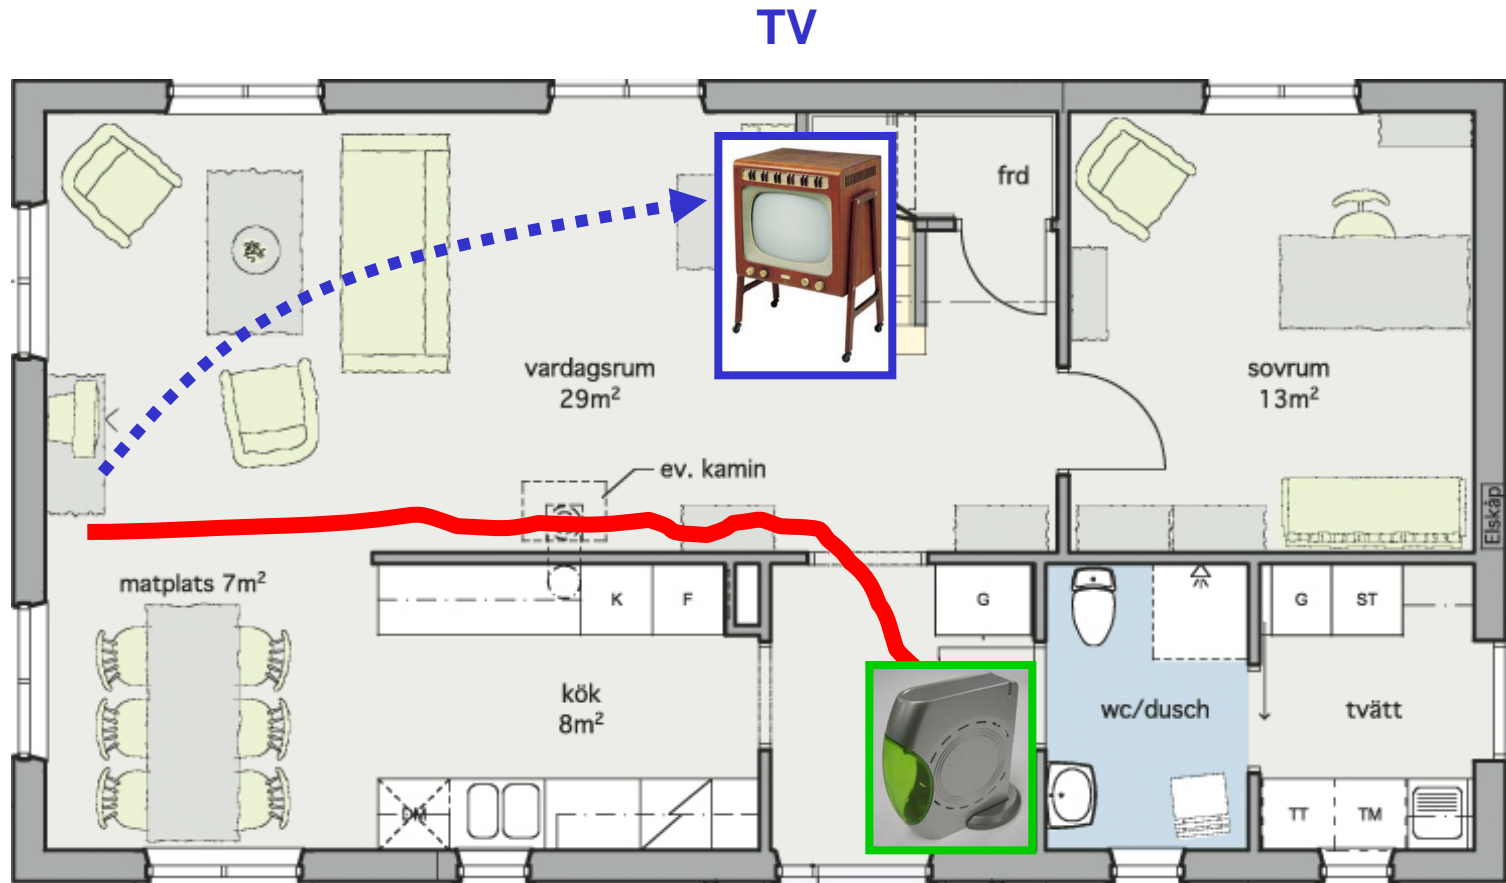 TV
frd
vardagsrum
29m²
sovrum
13m²
ev. kamin
Elskåp
matplats 7m²
K
F
G
G
ST
kök
8m²
wc/dusch
tvätt
DM
TT
TM